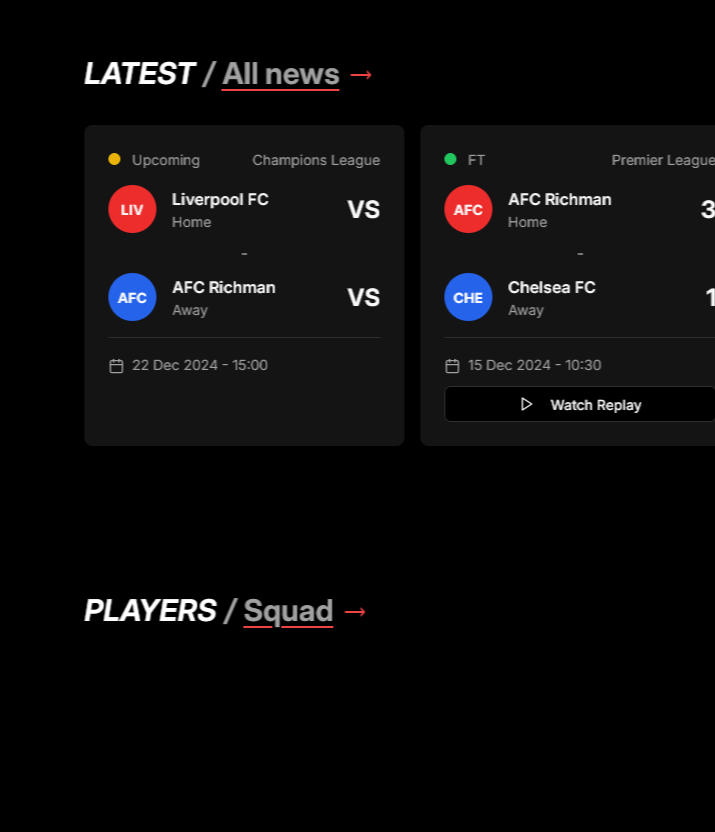 LATEST / All news →
Upcoming Champions League
LIV Liverpool FC VS
Home
-
AFC AFC Richman VS
Away
22 Dec 2024 - 15:00
FT Premier League
AFC AFC Richman 3
Home
-
CHE Chelsea FC 1
Away
15 Dec 2024 - 10:30
Watch Replay
PLAYERS / Squad →